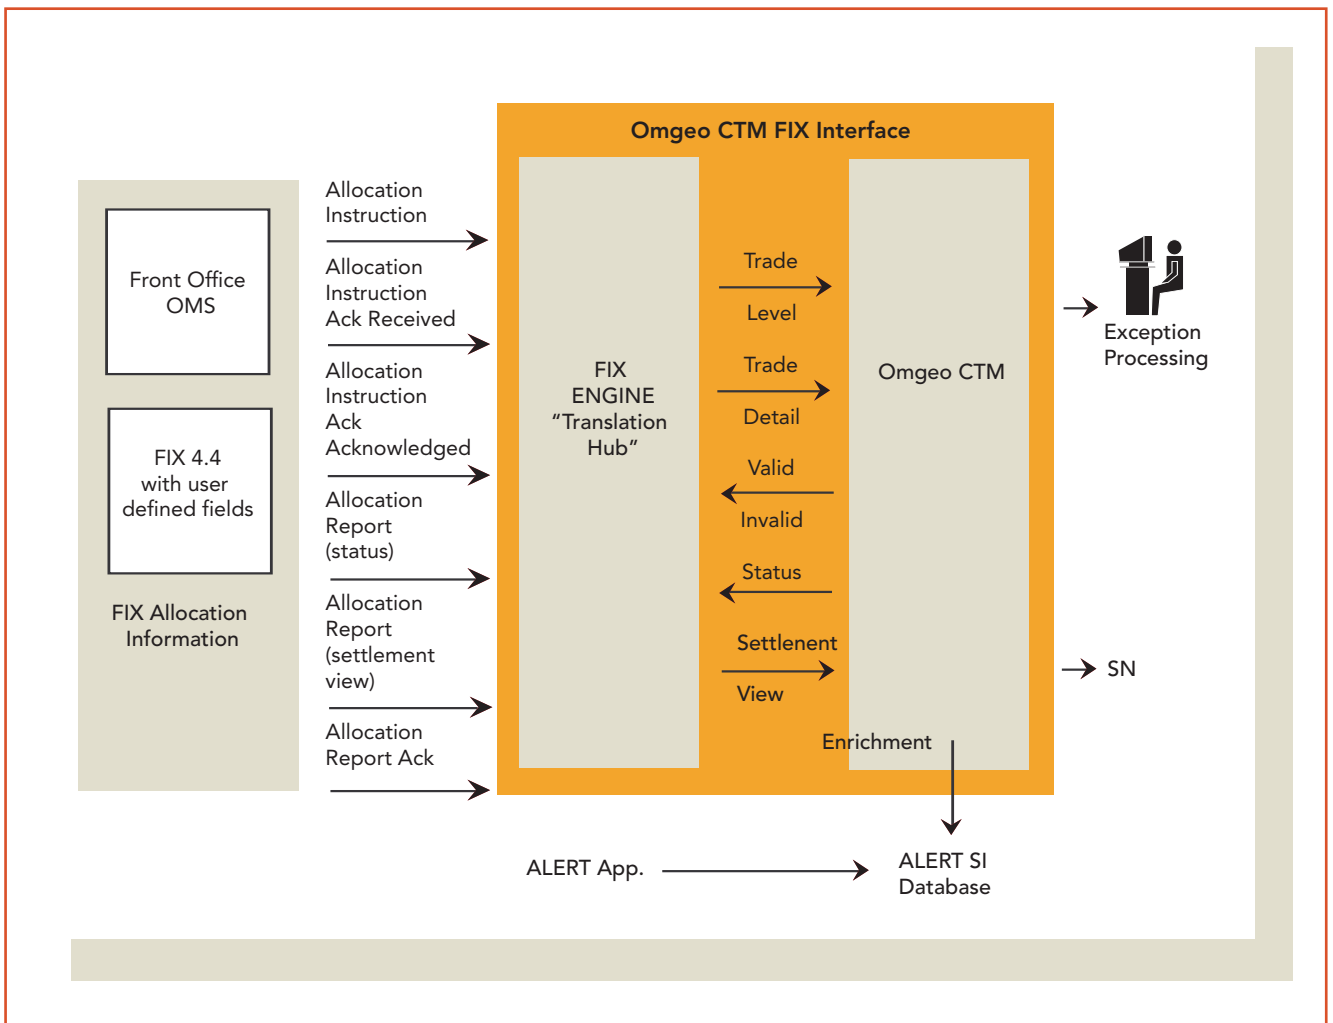 Omgeo CTM FIX Interface
Front Office
OMS
FIX 4.4
with user
defined fields
FIX Allocation
Information
Allocation
Instruction
Allocation
Instruction
Ack Received
Allocation
Instruction
Ack
Acknowledged
Allocation
Report
(status)
Allocation
Report
(settlement
view)
Allocation
Report Ack
FIX
ENGINE
“Translation
Hub”
Trade
Level
Trade
Detail
Valid
Invalid
Status
Settlenent
View
Omgeo CTM
Enrichment
Exception
Processing
SN
ALERT App.
ALERT SI
Database